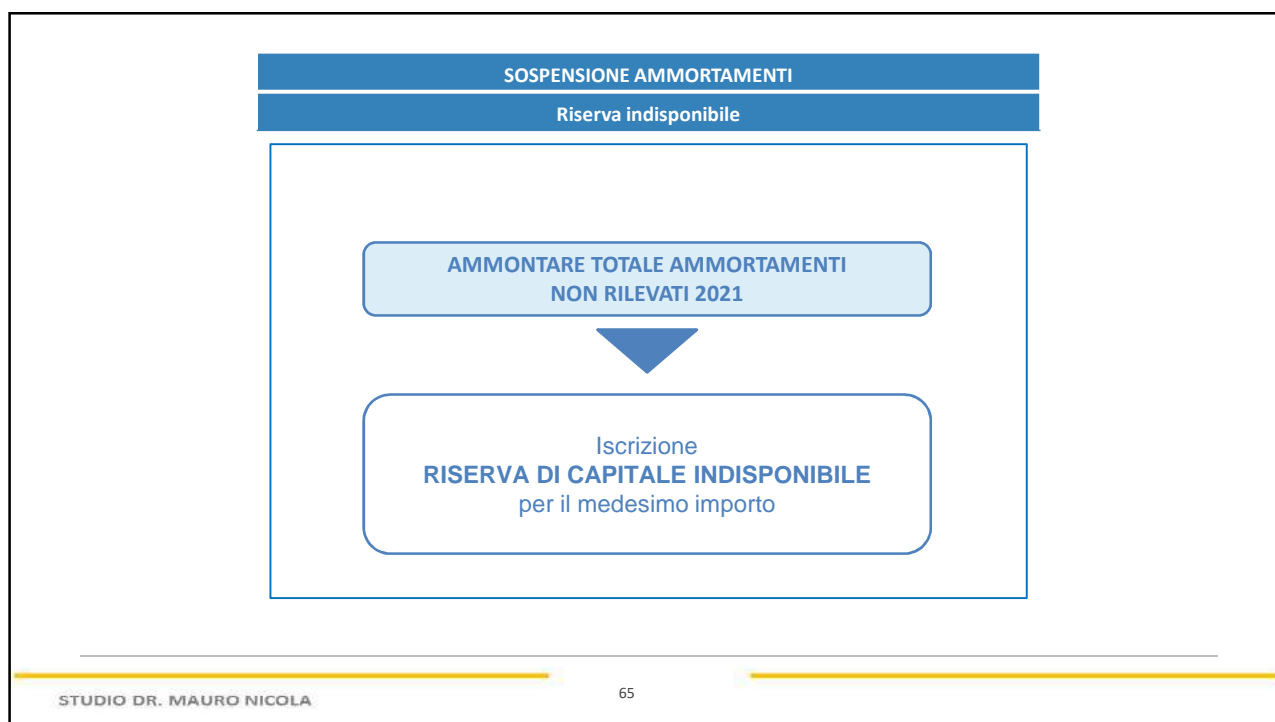 SOSPENSIONE AMMORTAMENTI
Riserva indisponibile
AMMONTARE TOTALE AMMORTAMENTI
NON RILEVATI 2021
Iscrizione
RISERVA DI CAPITALE INDISPONIBILE
per il medesimo importo
STUDIO DR. MAURO NICOLA
65